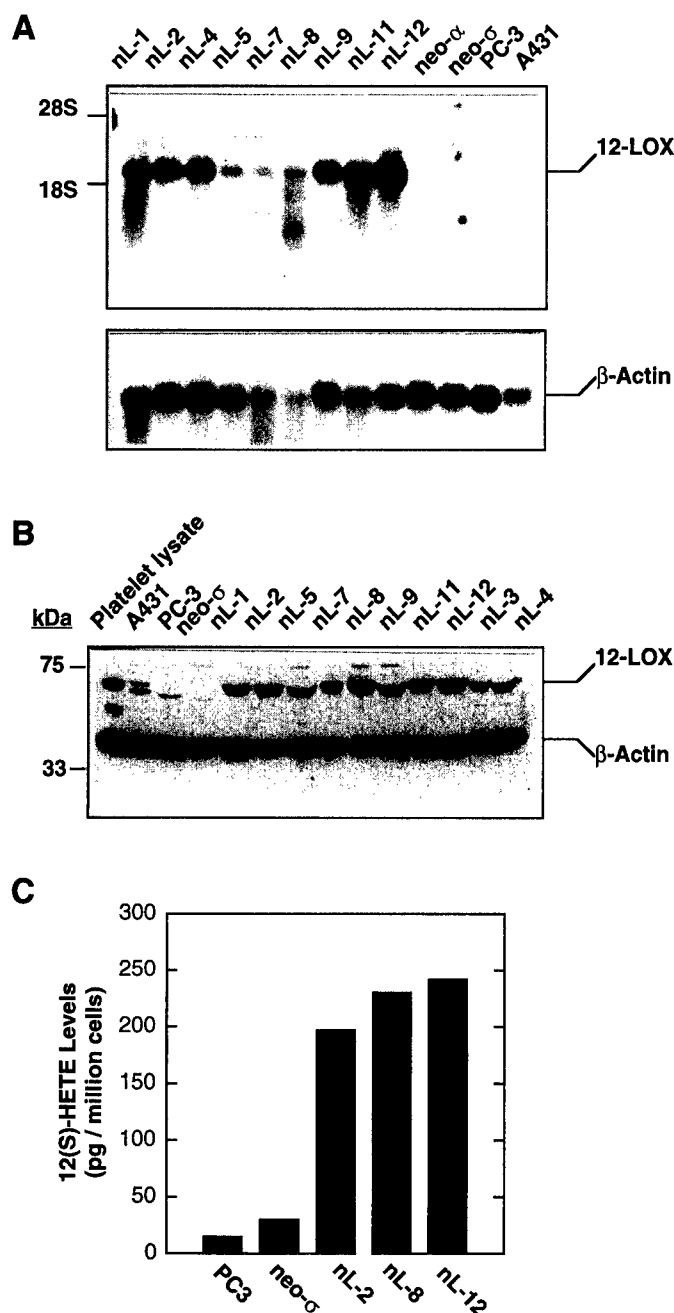 A
nL-1 nL-2 nL-4 nL-5 nL-7 nL-8 nL-9 nL-11 nL-12 neo-α neo-σ PC-3 A431
28S
18S
12-LOX
β-Actin
B
Platelet lysate A431 PC-3 neo-σ nL-1 nL-2 nL-5 nL-7 nL-8 nL-9 nL-11 nL-12 nL-3 nL-4
kDa
75
33
12-LOX
β-Actin
C
12(S)-HETE Levels
(pg / million cells)
300
250
200
150
100
50
0
PC3 neo-σ nL-2 nL-8 nL-12